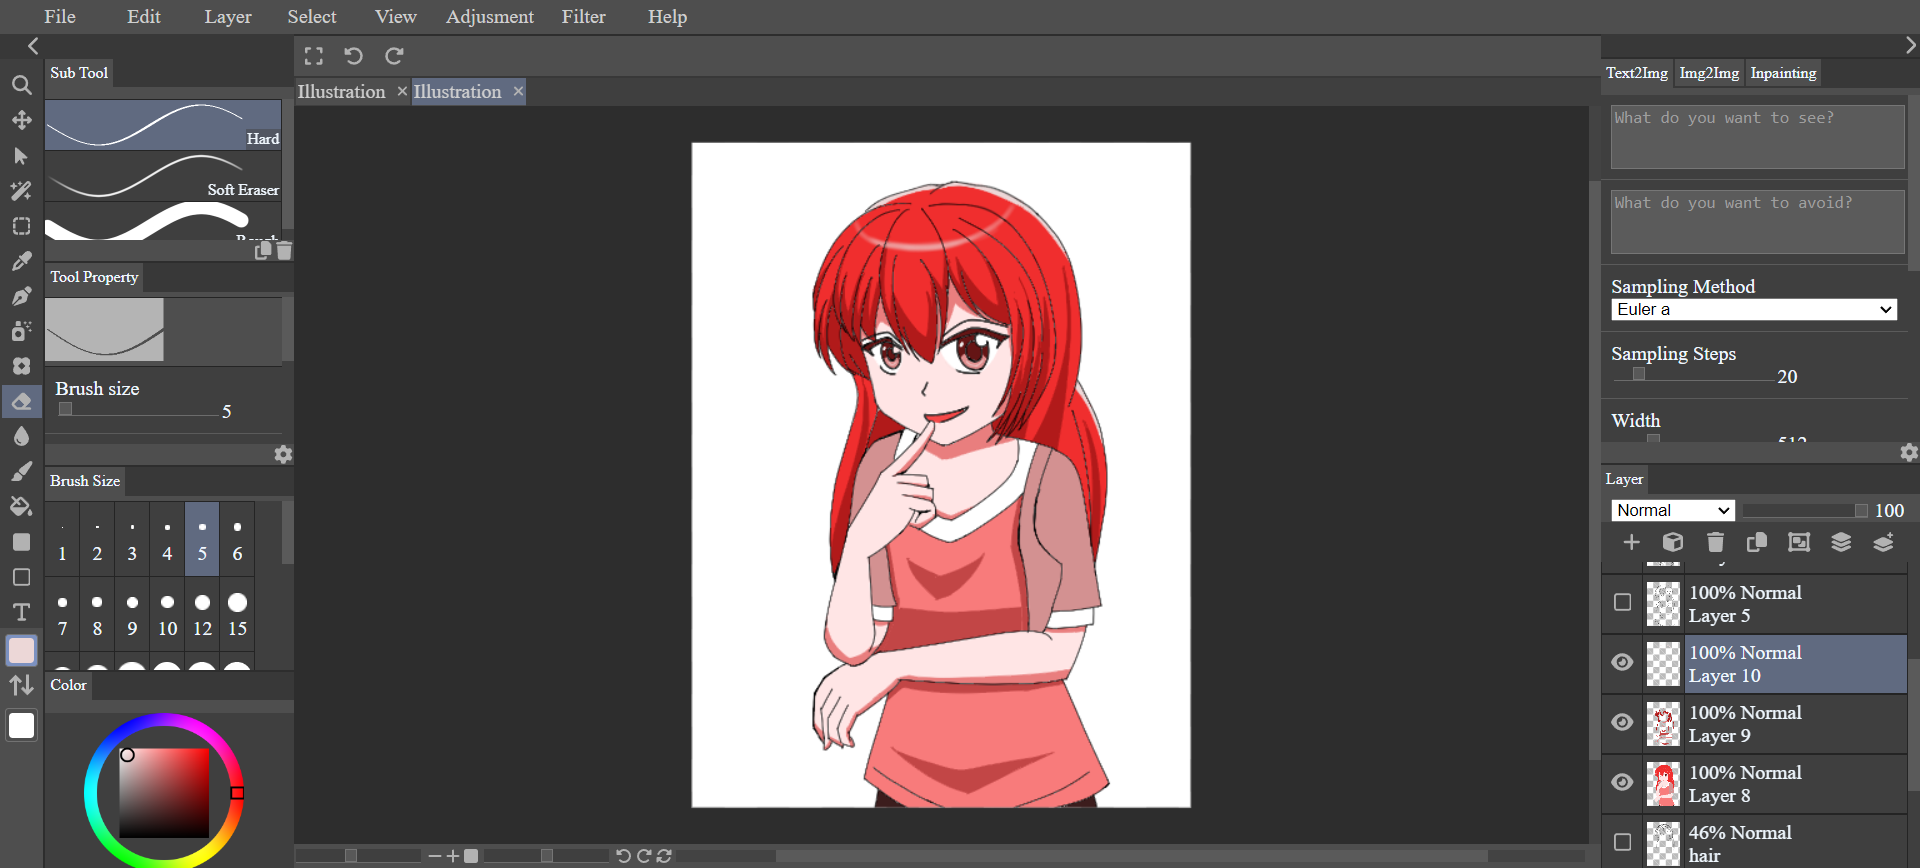 File Edit Layer Select View Adjusment Filter Help
Sub Tool
Hard
Soft Eraser
Tool Property
Brush size
5
Brush Size
1 2 3 4 5 6
7 8 9 10 12 15
Color
Illustration × Illustration ×
Text2Img Img2Img Inpainting
What do you want to see?
What do you want to avoid?
Sampling Method
Euler a
Sampling Steps
20
Width
Layer
Normal 100
100% Normal
Layer 5
100% Normal
Layer 10
100% Normal
Layer 9
100% Normal
Layer 8
46% Normal
hair